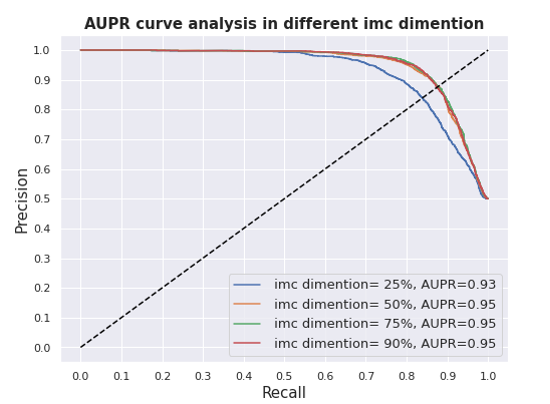 AUPR curve analysis in different imc dimention
1.0
0.9
0.8
0.7
0.6
0.5
0.4
0.3
0.2
0.1
0.0
Precision
imc dimention= 25%, AUPR=0.93
imc dimention= 50%, AUPR=0.95
imc dimention= 75%, AUPR=0.95
imc dimention= 90%, AUPR=0.95
0.0 0.1 0.2 0.3 0.4 0.5 0.6 0.7 0.8 0.9 1.0
Recall